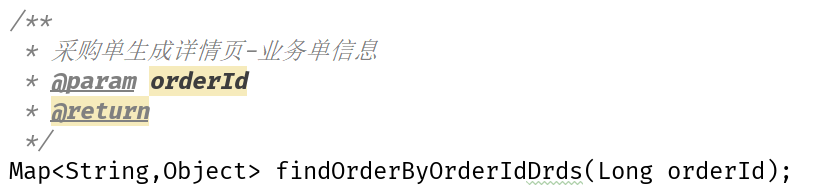 /**
 * 采购单生成详情页-业务单信息
 * @param orderId
 * @return
 */
Map<String,Object> findOrderByOrderIdDrds(Long orderId);